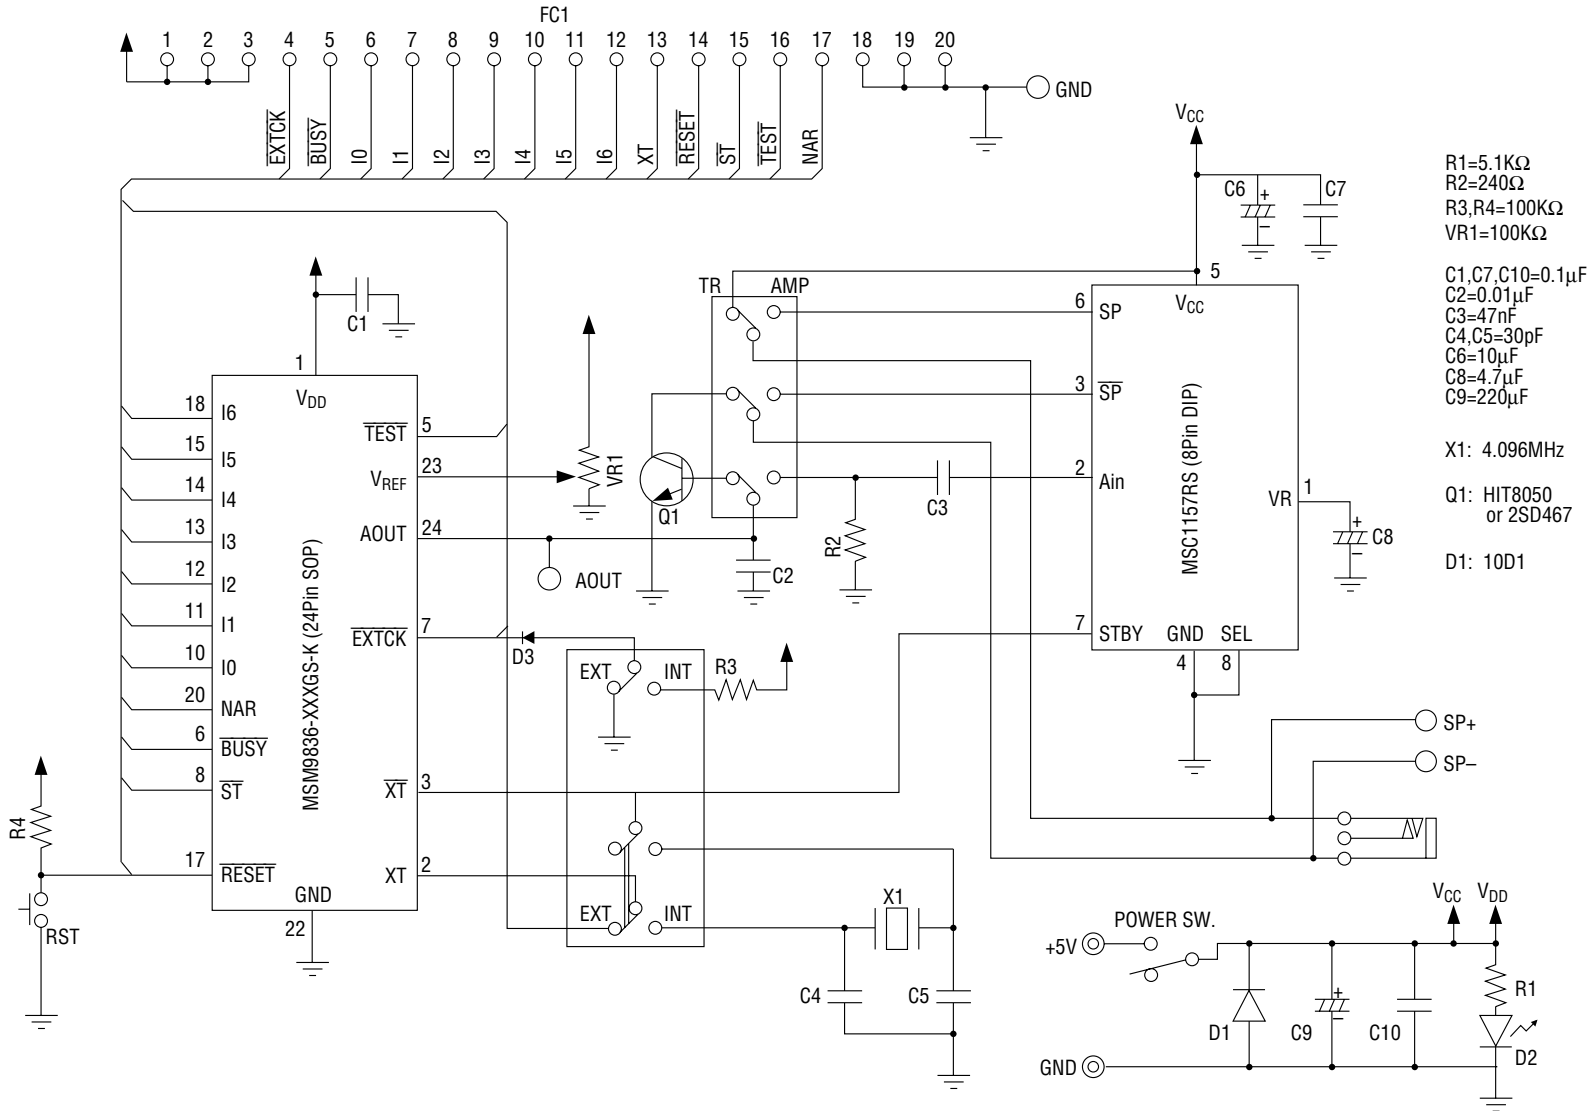 FC1
1 2 3 4 5 6 7 8 9 10 11 12 13 14 15 16 17 18 19 20
GND
EXTCK BUSY I0 I1 I2 I3 I4 I5 I6 XT RESET ST TEST NAR
VCC
C6 + – C7
R1=5.1KΩ
R2=240Ω
R3,R4=100KΩ
VR1=100KΩ
C1,C7,C10=0.1µF
C2=0.01µF
C3=47nF
C4,C5=30pF
C6=10µF
C8=4.7µF
C9=220µF
X1: 4.096MHz
Q1: HIT8050
or 2SD467
D1: 10D1
C1
1
VDD
MSM9836-XXXGS-K (24Pin SOP)
18 I6
15 I5
14 I4
13 I3
12 I2
11 I1
10 I0
20 NAR
6 BUSY
8 ST
17 RESET
TEST 5
VREF 23
AOUT 24
EXTCK 7
XT 3
XT 2
GND
22
R4
RST
VR1
AOUT
TR AMP
Q1
C2
R2
C3
D3
EXT INT R3
EXT INT
X1
C4 C5
5
VCC
6 SP
3 SP
2 Ain
MSC1157RS (8Pin DIP)
VR 1
+ – C8
7 STBY GND SEL
4 8
SP+
SP–
POWER SW.
+5V
VCC VDD
D1 C9 + – C10
R1
D2
GND